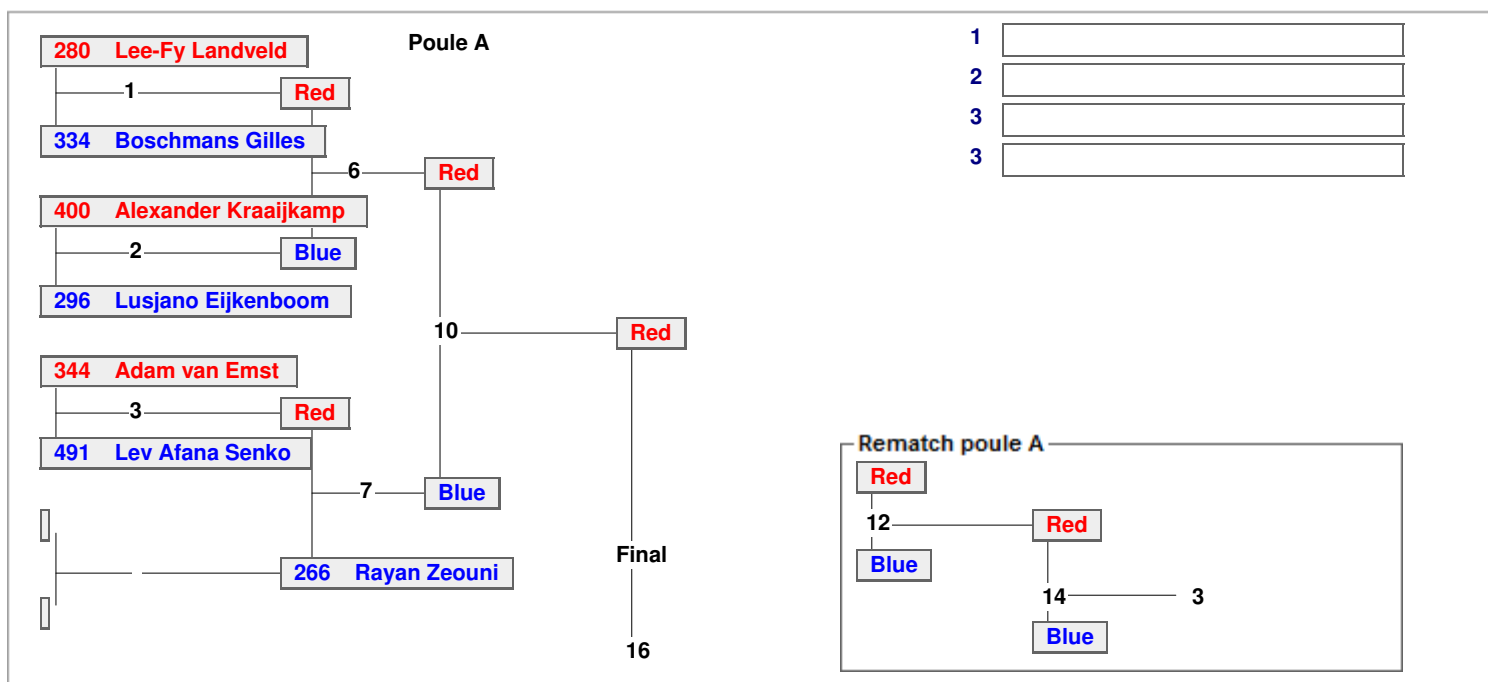 280 Lee-Fy Landveld
Poule A
1
1
Red
2
334 Boschmans Gilles
3
6
Red
3
400 Alexander Kraaijkamp
2
Blue
296 Lusjano Eijkenboom
10
Red
344 Adam van Emst
3
Red
491 Lev Afana Senko
7
Blue
Final
266 Rayan Zeouni
16
Rematch poule A
Red
12
Red
Blue
14
3
Blue